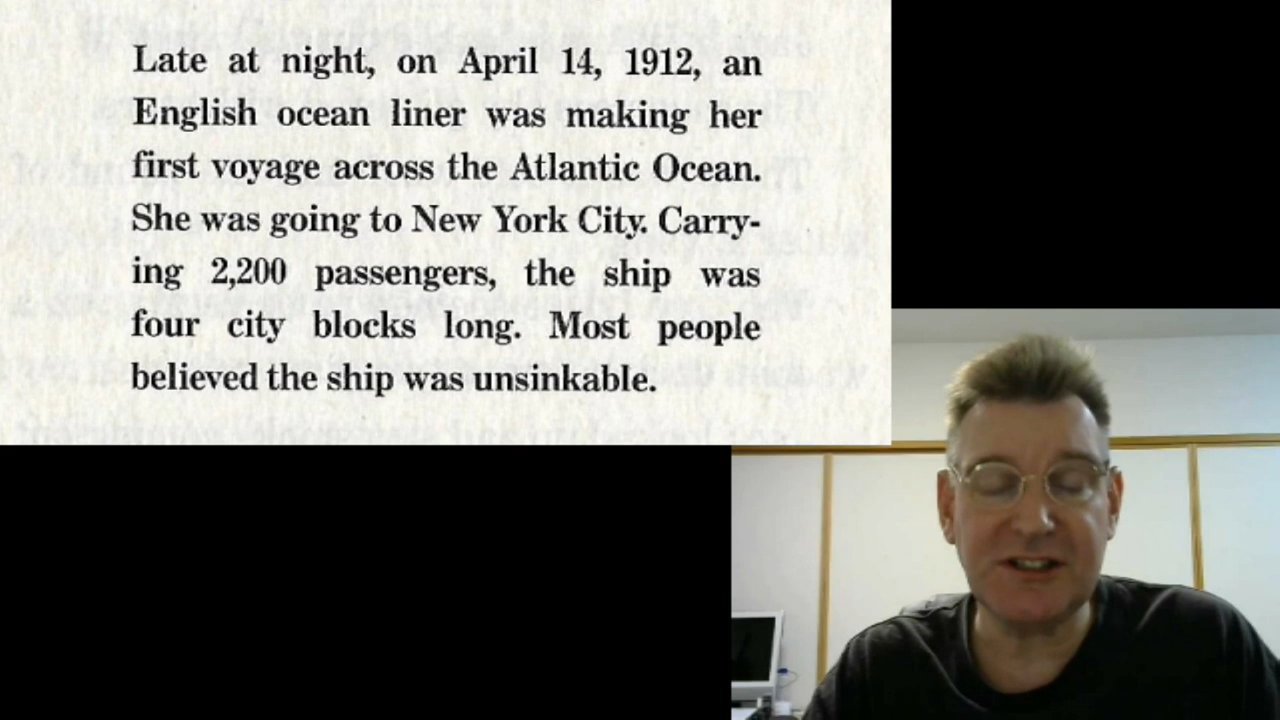 Late at night, on April 14, 1912, an
English ocean liner was making her
first voyage across the Atlantic Ocean.
She was going to New York City. Carry-
ing 2,200 passengers, the ship was
four city blocks long. Most people
believed the ship was unsinkable.